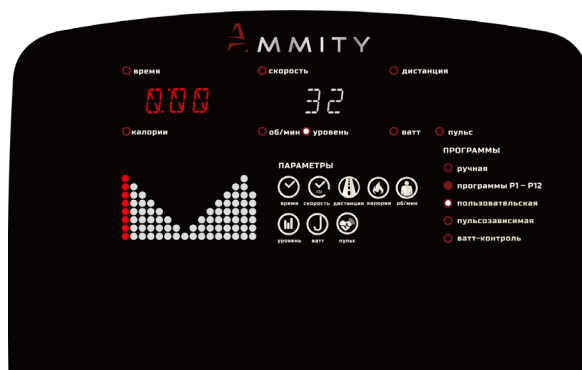 AMMITY
время скорость дистанция
0:00 32
калории об/мин уровень ватт пульс
ПРОГРАММЫ
ручная
программы P1 – P12
пользовательская
пульсозависимая
ватт-контроль
ПАРАМЕТРЫ
время скорость дистанция калории об/мин
уровень ватт пульс